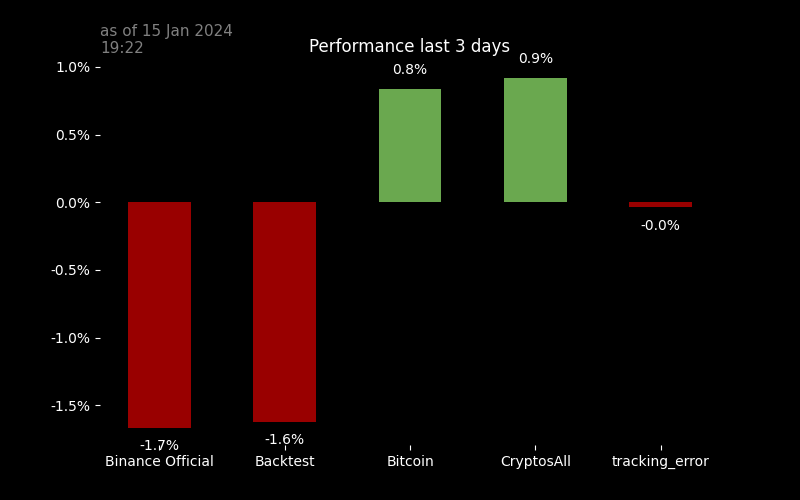 as of 15 Jan 2024
19:22
Performance last 3 days
1.0%
0.5%
0.0%
-0.5%
-1.0%
-1.5%
-1.7%
-1.6%
0.8%
0.9%
-0.0%
Binance Official
Backtest
Bitcoin
CryptosAll
tracking_error